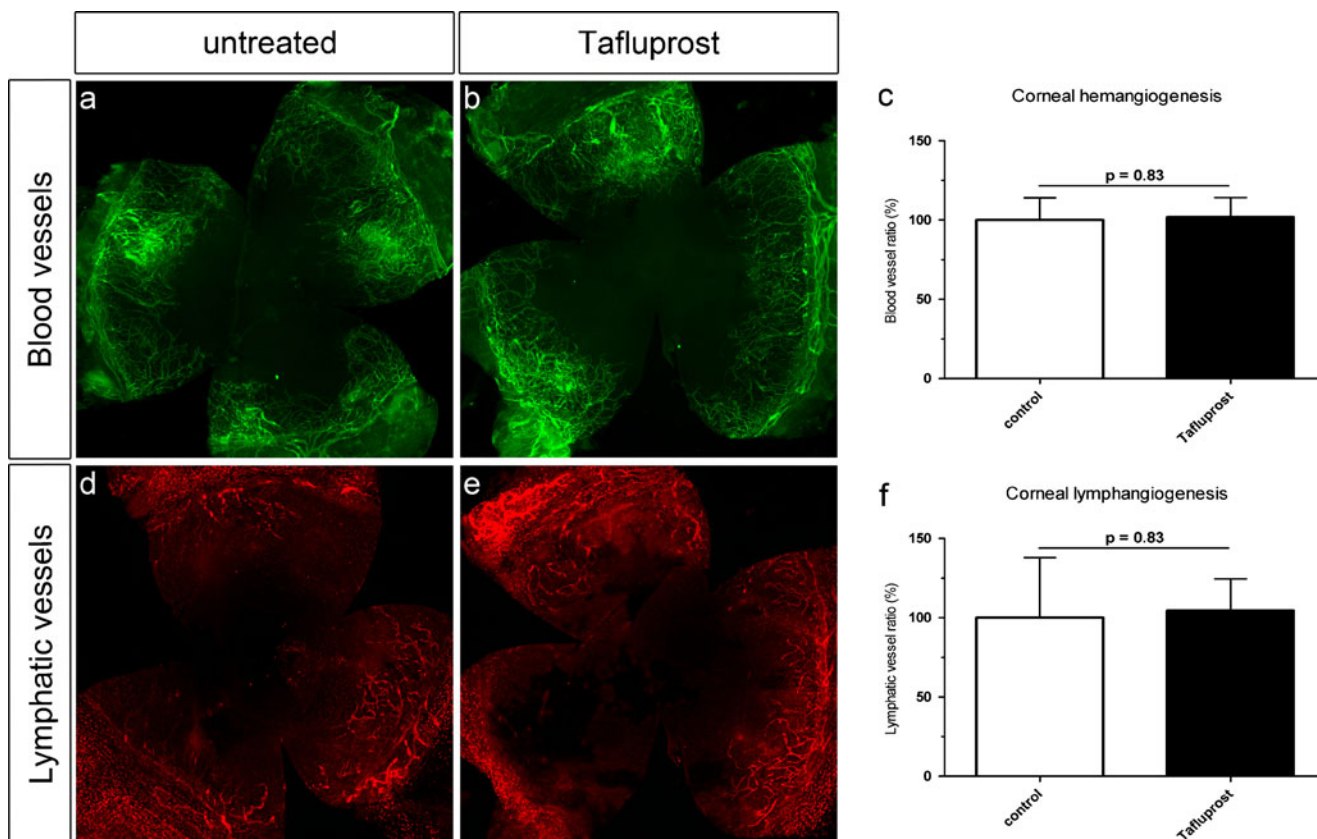 untreated
Tafluprost
Blood vessels
a
b
c
Corneal hemangiogenesis
Blood vessel ratio (%)
150
100
50
0
p = 0.83
control
Tafluprost
Lymphatic vessels
d
e
f
Corneal lymphangiogenesis
Lymphatic vessel ratio (%)
150
100
50
0
p = 0.83
control
Tafluprost